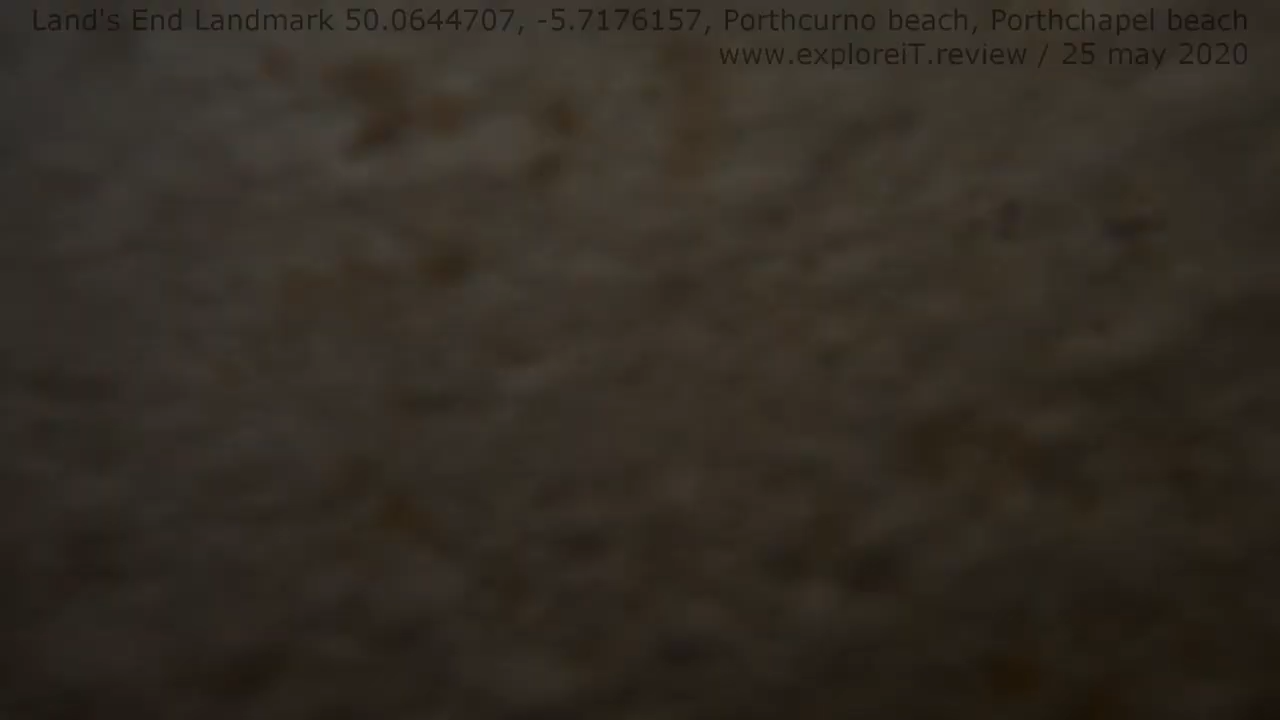 Land's End Landmark 50.0644707, -5.7176157, Porthcurno beach, Porthchapel beach
www.exploreiT.review / 25 may 2020